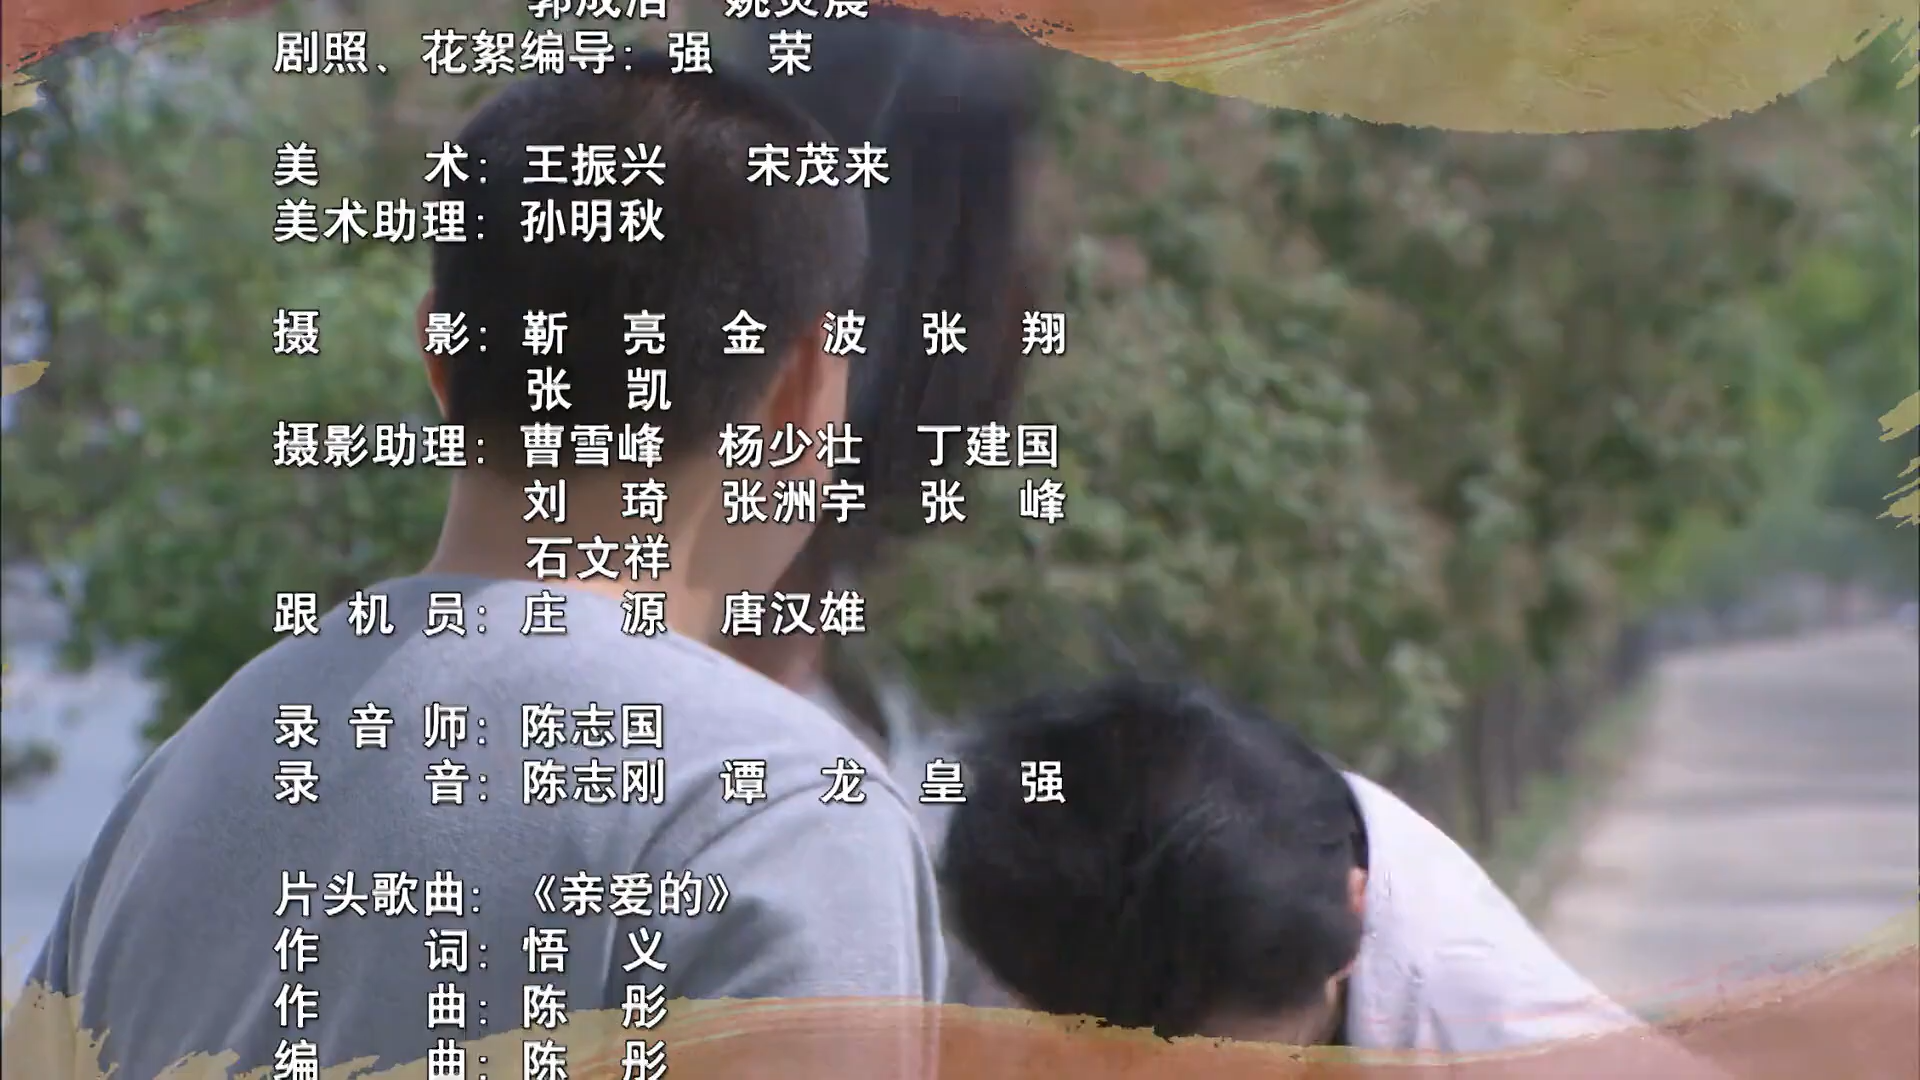 剧照、花絮编导：强 荣
美 术：王振兴 宋茂来
美术助理：孙明秋
摄 影：靳 亮 金 波 张 翔
张 凯
摄影助理：曹雪峰 杨少壮 丁建国
刘 琦 张洲宇 张 峰
石文祥
跟 机 员：庄 源 唐汉雄
录 音 师：陈志国
录 音：陈志刚 谭 龙 皇 强
片头歌曲：《亲爱的》
作 词：悟 义
作 曲：陈 彤
编 曲：陈 彤